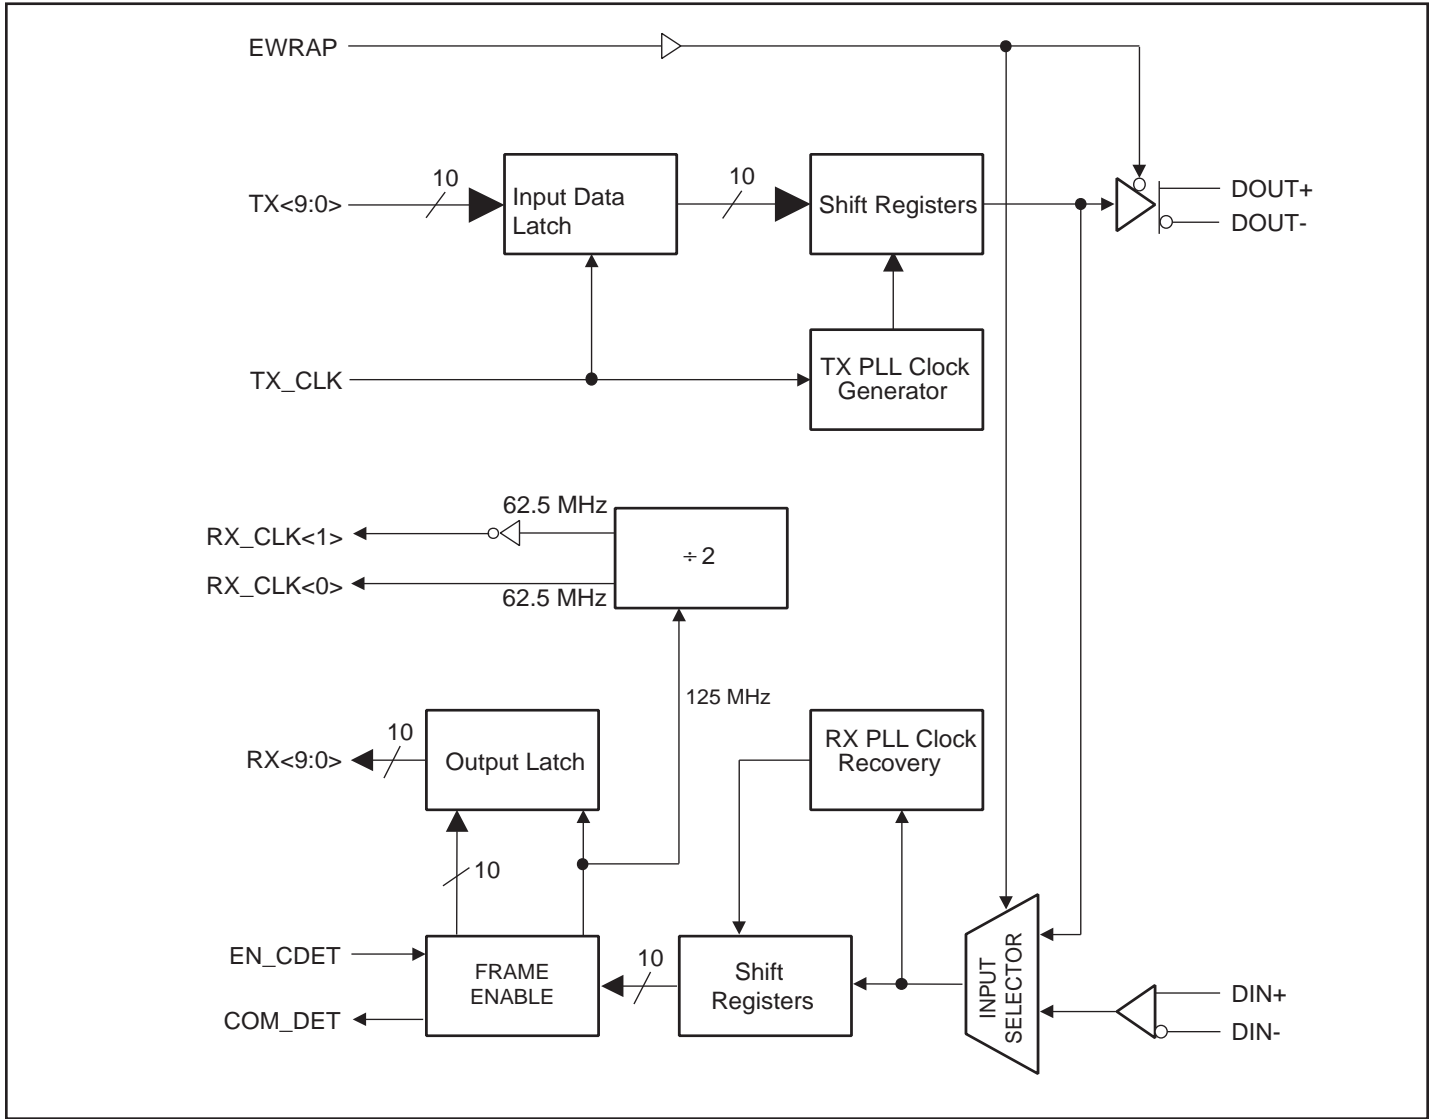 EWRAP
TX<9:0>
10
Input Data
Latch
10
Shift Registers
DOUT+
DOUT-
TX_CLK
TX PLL Clock
Generator
RX_CLK<1>
62.5 MHz
÷2
RX_CLK<0>
62.5 MHz
125 MHz
RX<9:0>
10
Output Latch
RX PLL Clock
Recovery
10
EN_CDET
COM_DET
FRAME
ENABLE
10
Shift
Registers
INPUT
SELECTOR
DIN+
DIN-